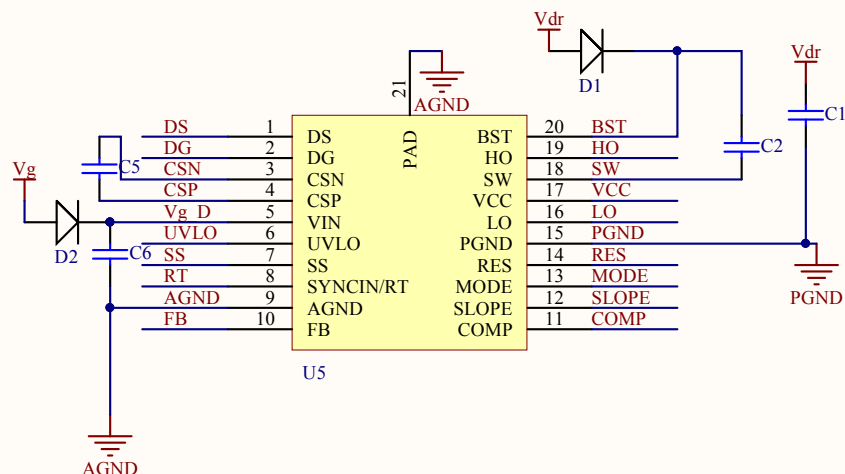 Vdr
Vdr
21
AGND
D1
C1
DS 1 DS BST 20 BST
DG 2 DG PAD HO 19 HO
C5 CSN 3 CSN SW 18 SW C2
Vg CSP 4 CSP VCC 17 VCC
Vg_D 5 VIN LO 16 LO
UVLO 6 UVLO PGND 15 PGND
D2 C6
SS 7 SS RES 14 RES
RT 8 SYNCIN/RT MODE 13 MODE
AGND 9 AGND SLOPE 12 SLOPE PGND
FB 10 FB COMP 11 COMP
U5
AGND